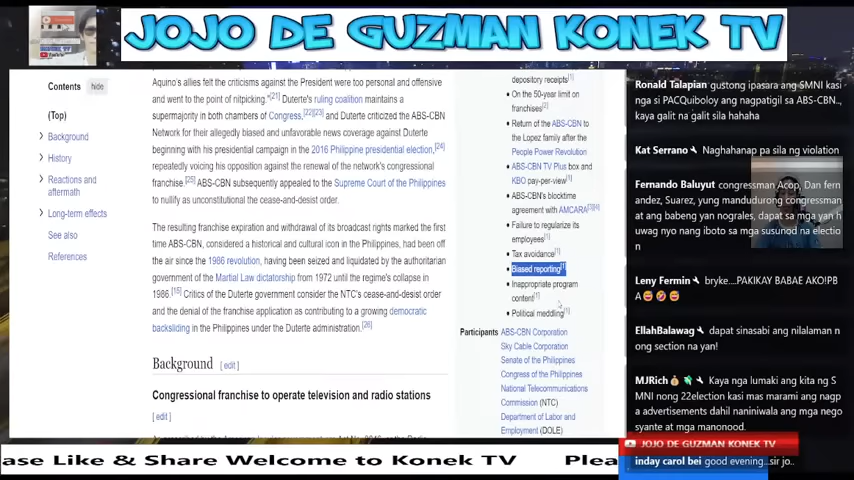 JOJO DE GUZMAN KONEK TV
Contents hide
(Top)
Background
History
Reactions and
aftermath
Long-term effects
See also
References
Aquino's allies felt the criticisms against the President were too personal and offensive
and went to the point of nitpicking."[21] Duterte's ruling coalition maintains a
supermajority in both chambers of Congress,[22][23] and Duterte criticized the ABS-CBN
Network for their allegedly biased and unfavorable news coverage against Duterte
beginning with his presidential campaign in the 2016 Philippine presidential election,[24]
repeatedly voicing his opposition against the renewal of the network's congressional
franchise.[25] ABS-CBN subsequently appealed to the Supreme Court of the Philippines
to nullify as unconstitutional the cease-and-desist order.
The resulting franchise expiration and withdrawal of its broadcast rights marked the first
time ABS-CBN, considered a historical and cultural icon in the Philippines, had been off
the air since the 1986 revolution, having been seized and liquidated by the authoritarian
government of the Martial Law dictatorship from 1972 until the regime's collapse in
1986.[15] Critics of the Duterte government consider the NTC's cease-and-desist order
and the denial of the franchise application as contributing to a growing democratic
backsliding in the Philippines under the Duterte administration.[26]
Background [ edit ]
Congressional franchise to operate television and radio stations
[ edit ]
depository receipts[1]
• On the 50-year limit on
franchises[2]
• Return of the ABS-CBN to
the Lopez family after the
People Power Revolution
• ABS-CBN TV Plus box and
KBO pay-per-view[1]
• ABS-CBN's blocktime
agreement with AMCARA[3][4]
• Failure to regularize its
employees[1]
• Tax avoidance[1]
• Biased reporting[1]
• Inappropriate program
content[1]
• Political meddling[1]
Participants ABS-CBN Corporation
Sky Cable Corporation
Senate of the Philippines
Congress of the Philippines
National Telecommunications
Commission (NTC)
Department of Labor and
Employment (DOLE)
Ronald Talapian gustong ipasara ang SMNI kasi
nga si PACQuiboloy ang nagpatigil sa ABS-CBN..,
kaya galit na galit sila hahaha
Kat Serrano Naghahanap pa sila ng violation
Fernando Baluyut congressman Acop, Dan fern
andez, Suarez, yung mandudurong congressman
at ang babeng yan nograles, dapat sa mga yan h
uwag nyo nang iboto sa mga susunod na electio
n
Leny Fermin bryke....PAKIKAY BABAE AKO!PB
A😅🤣😅
EllahBalawag dapat sinasabi ang nilalaman n
ong section na yan!
MJRich Kaya nga lumaki ang kita ng S
MNI nong 22election kasi mas marami ang nagp
a advertisements dahil naniniwala ang mga nego
syante at mga manonood.
JOJO DE GUZMAN KONEK TV
inday carol bei good evening...sir jo..
ase Like & Share Welcome to Konek TV Plea